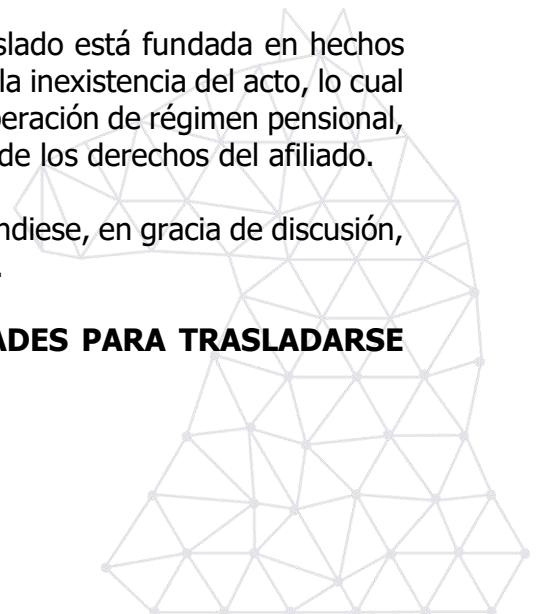 slado está fundada en hechos
la inexistencia del acto, lo cual
peración de régimen pensional,
de los derechos del afiliado.
ndiese, en gracia de discusión,
.
ADES PARA TRASLADARSE